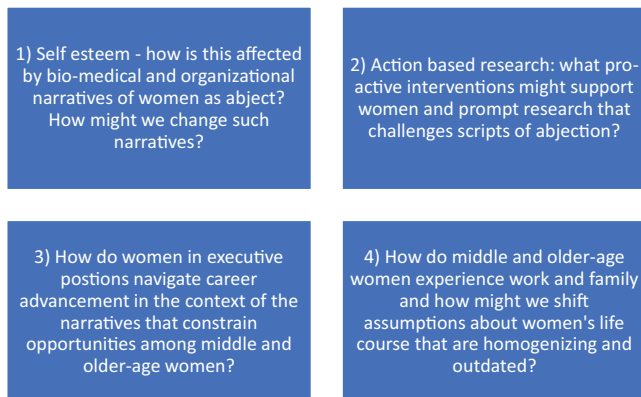 1) Self esteem - how is this affected
by bio-medical and organizational
narratives of women as abject?
How might we change such
narratives?
2) Action based research: what pro-
active interventions might support
women and prompt research that
challenges scripts of abjection?
3) How do women in executive
postions navigate career
advancement in the context of the
narratives that constrain
opportunities among middle and
older-age women?
4) How do middle and older-age
women experience work and family
and how might we shift
assumptions about women's life
course that are homogenizing and
outdated?